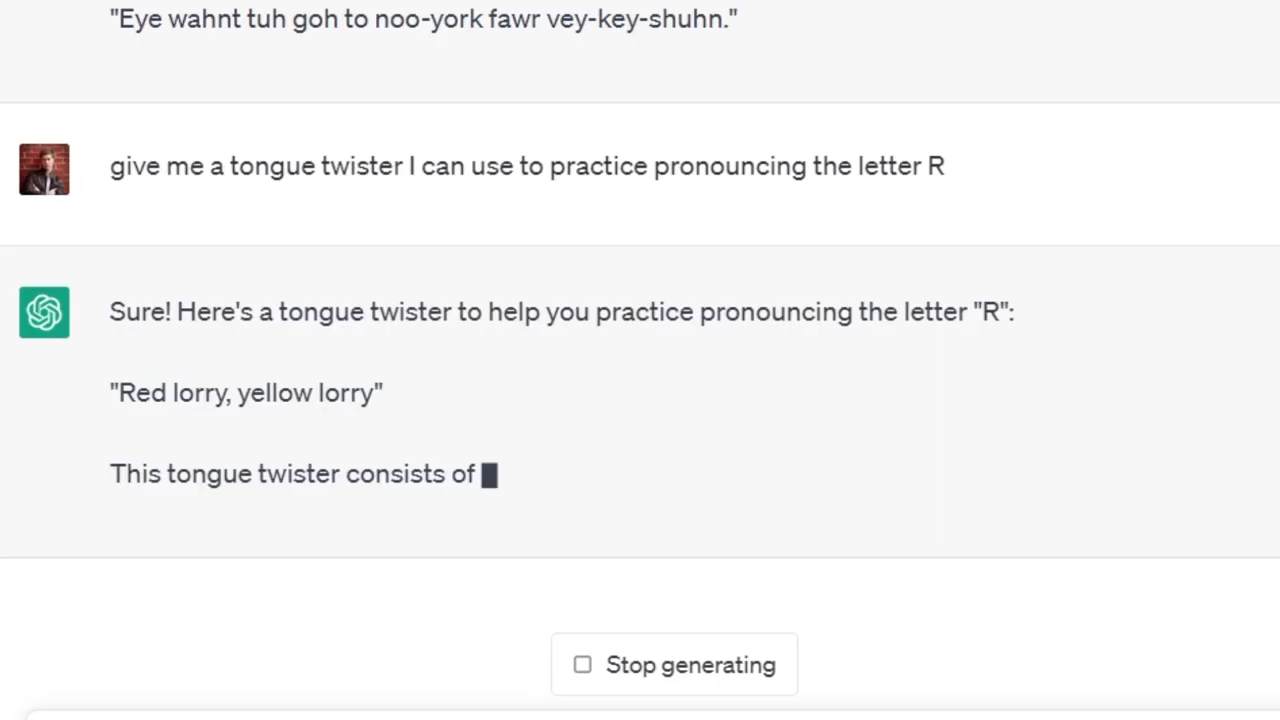 "Eye wahnt tuh goh to noo-york fawr vey-key-shuhn."
give me a tongue twister I can use to practice pronouncing the letter R
Sure! Here's a tongue twister to help you practice pronouncing the letter "R":
"Red lorry, yellow lorry"
This tongue twister consists of
Stop generating